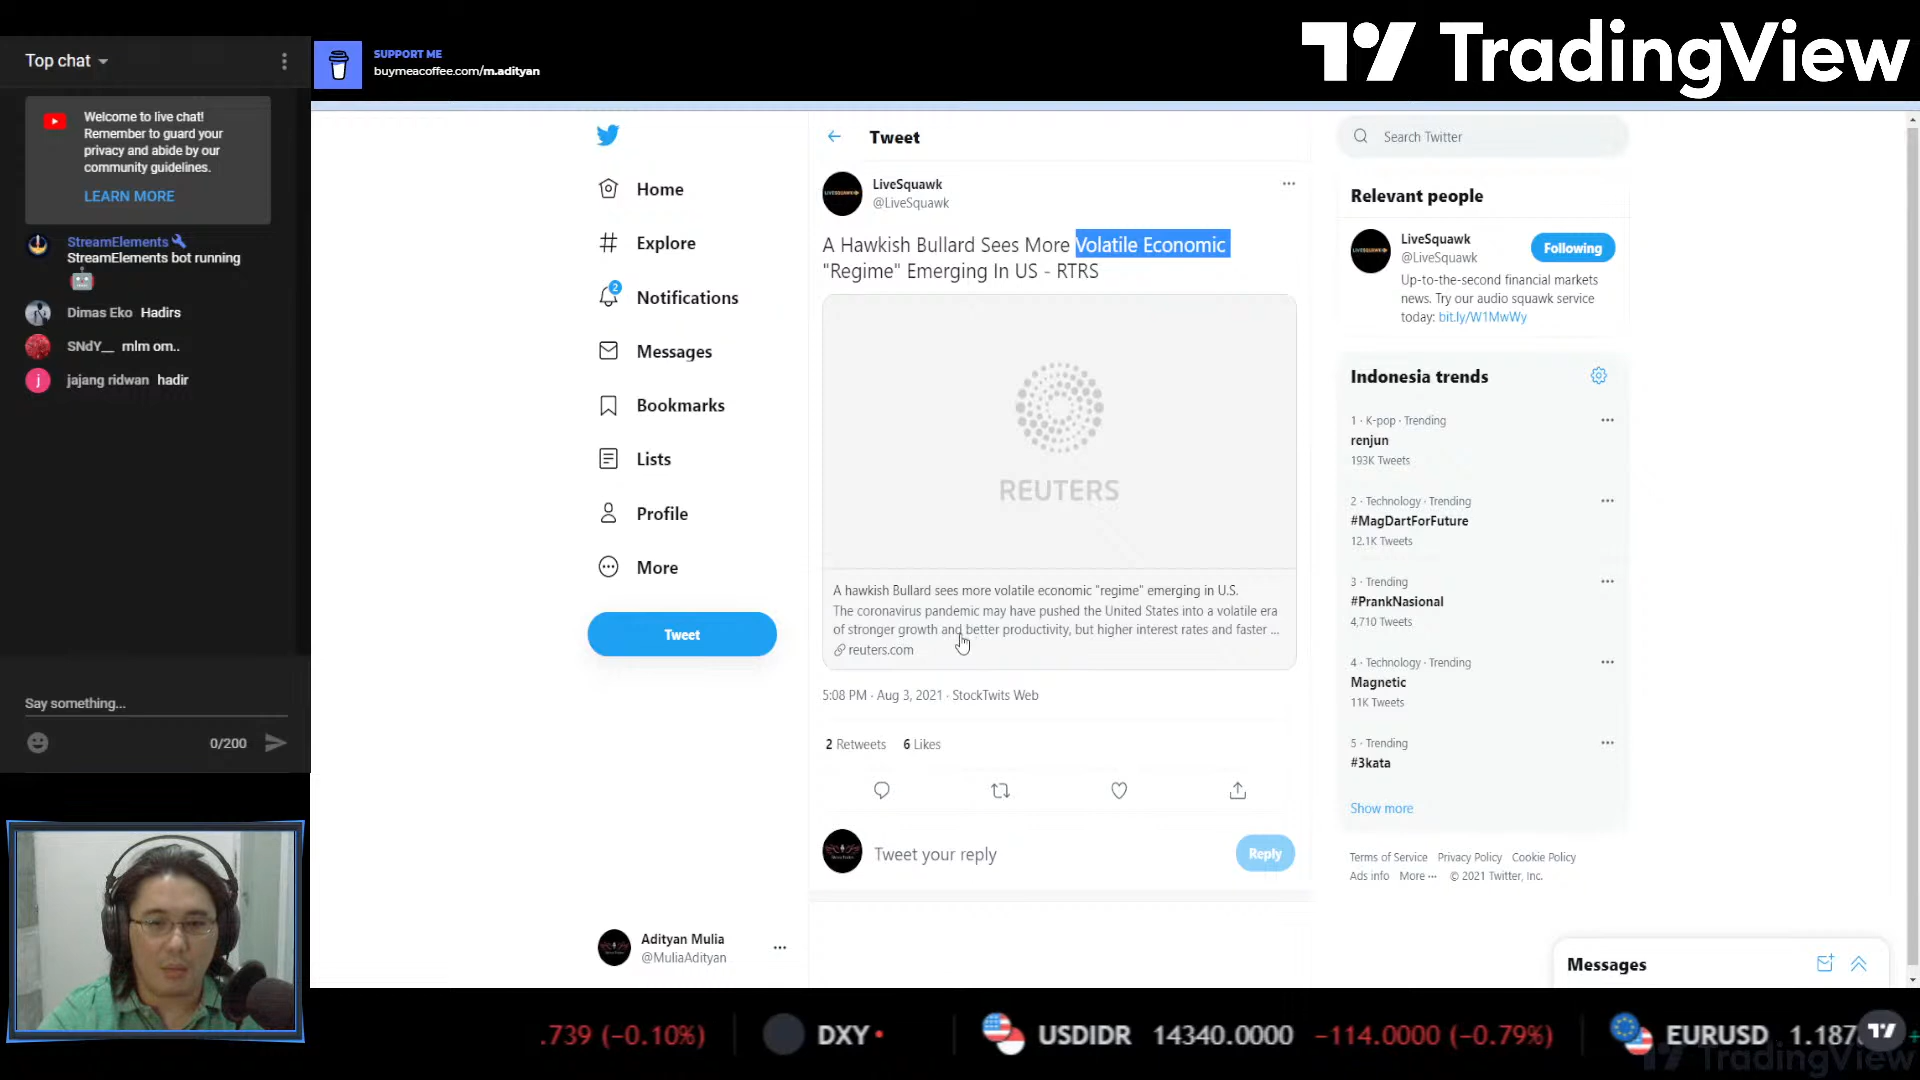 Top chat
Welcome to live chat!
Remember to guard your
privacy and abide by our
community guidelines.
LEARN MORE
StreamElements
StreamElements bot running
Dimas Eko Hadirs
SNdY__ mlm om..
j jajang ridwan hadir
Say something...
0/200
SUPPORT ME
buymeacoffee.com/m.adityan
TradingView
Home
Explore
2
Notifications
Messages
Bookmarks
Lists
Profile
More
Tweet
Adityan Mulia
@MuliaAdityan
Tweet
LiveSquawk
@LiveSquawk
A Hawkish Bullard Sees More Volatile Economic
"Regime" Emerging In US - RTRS
REUTERS
A hawkish Bullard sees more volatile economic "regime" emerging in U.S.
The coronavirus pandemic may have pushed the United States into a volatile era
of stronger growth and better productivity, but higher interest rates and faster ...
reuters.com
5:08 PM · Aug 3, 2021 · StockTwits Web
2 Retweets 6 Likes
Tweet your reply
Reply
Search Twitter
Relevant people
LiveSquawk
@LiveSquawk
Following
Up-to-the-second financial markets
news. Try our audio squawk service
today: bit.ly/W1MwWy
Indonesia trends
1 · K-pop · Trending
renjun
193K Tweets
2 · Technology · Trending
#MagDartForFuture
12.1K Tweets
3 · Trending
#PrankNasional
4,710 Tweets
4 · Technology · Trending
Magnetic
11K Tweets
5 · Trending
#3kata
Show more
Terms of Service Privacy Policy Cookie Policy
Ads info More ··· © 2021 Twitter, Inc.
Messages
.739 (−0.10%) DXY USDIDR 14340.0000 −114.0000 (−0.79%) EURUSD 1.187
TradingView